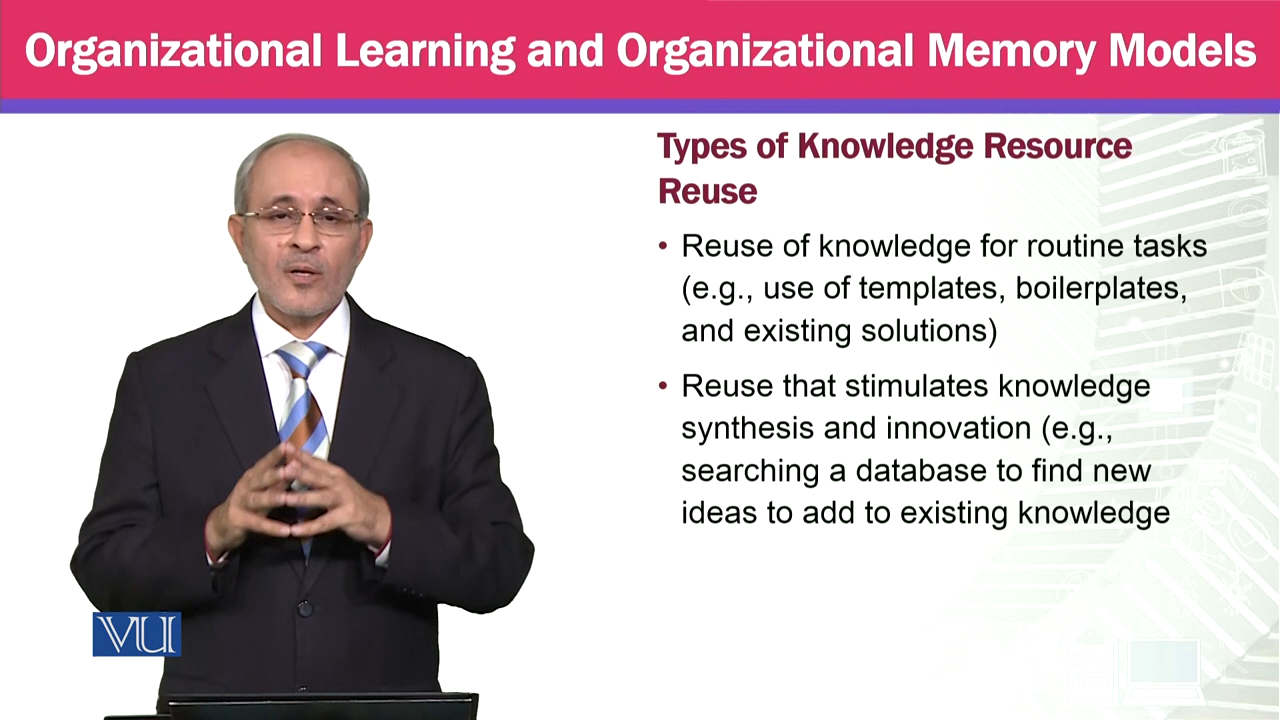 Organizational Learning and Organizational Memory Models
Types of Knowledge Resource
Reuse
• Reuse of knowledge for routine tasks
(e.g., use of templates, boilerplates,
and existing solutions)
• Reuse that stimulates knowledge
synthesis and innovation (e.g.,
searching a database to find new
ideas to add to existing knowledge
VU